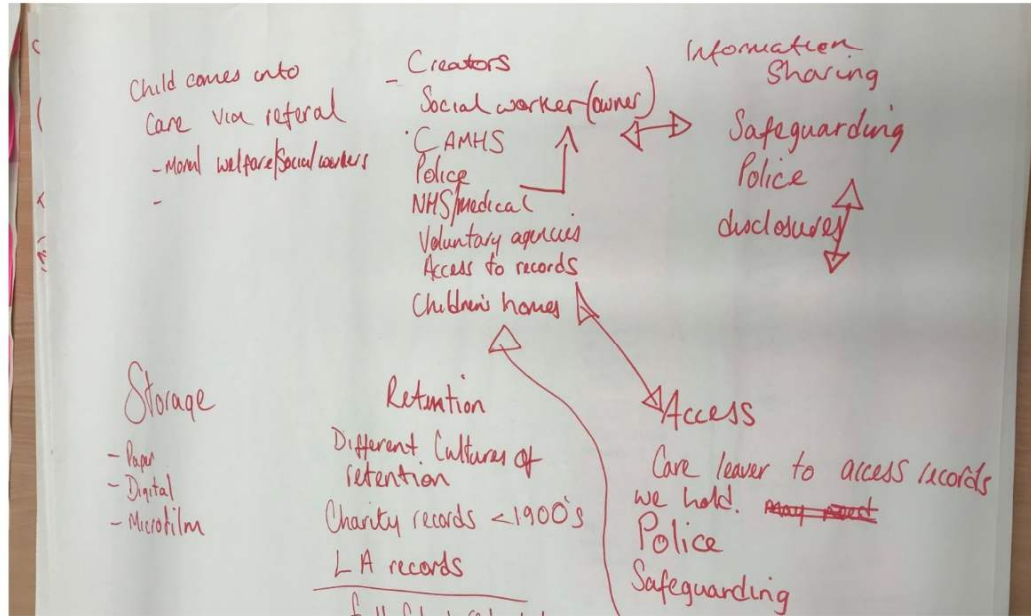 Child comes into
Care via referal
- Moral welfare/Social workers
-
- Creators
Social worker (owner)
CAMHS
Police
NHS/medical
Voluntary agencies
Access to records
Children's homes
Information
Sharing
Safeguarding
Police
disclosures
Storage
- Paper
- Digital
- Microfilm
Retention
Different Cultures of
retention
Charity records <1900's
LA records
Access
Care leaver to access records
we hold.
Police
Safeguarding